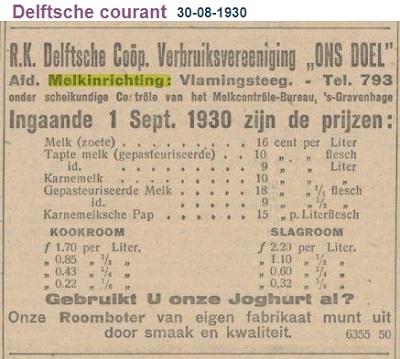 Delftsche courant 30-08-1930
R.K. Delftsche Coöp. Verbruiksvereeniging „ONS DOEL”
Afd. Melkinrichting: Vlamingsteeg. - Tel. 793
onder scheikundige Contrôle van het Melkcontrôle-Bureau, 's-Gravenhage
Ingaande 1 Sept. 1930 zijn de prijzen:
Melk (zoete) . . . . . . . . 16 cent per Liter
Tapte melk (gepasteuriseerde) . . 10 „ „ flesch
id. . . . . . . . 9 „ „ Liter
Karnemelk . . . . . . . . 10 „ „ „
Gepasteuriseerde Melk . . . . 18 „ „ 1/1 flesch
id. . . . . . . . 9 „ „ 1/2 „
Karnemelksche Pap . . . . . 15 „ p. Literflesch
KOOKROOM
f 1.70 per Liter.
„ 0.85 „ 1/2 „
„ 0.43 „ 1/4 „
„ 0.22 „ 1/8 „
SLAGROOM
f 2.20 per Liter.
„ 1.10 „ 1/2 „
„ 0.60 „ 1/4 „
„ 0,32 „ 1/8 „
Gebruikt U onze Joghurt al?
Onze Roomboter van eigen fabrikaat munt uit
door smaak en kwaliteit. 6355 50